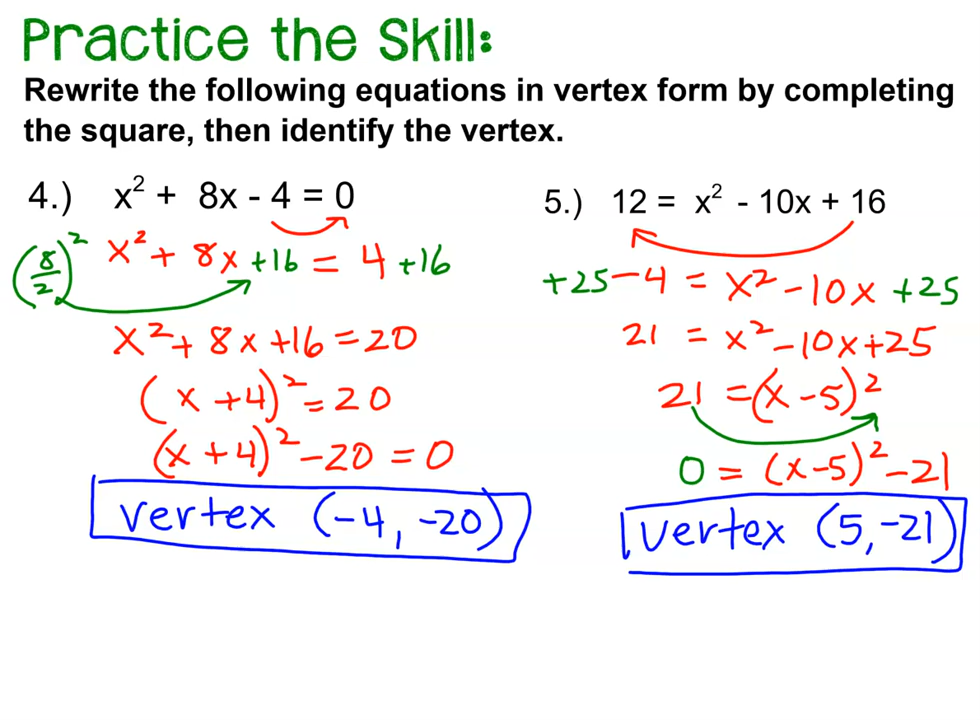 Practice the Skill:
Rewrite the following equations in vertex form by completing
the square, then identify the vertex.
4.) x² + 8x - 4 = 0
(8/2)² x² + 8x +16 = 4 +16
x² + 8x + 16 = 20
(x + 4)² = 20
(x + 4)² - 20 = 0
vertex (-4, -20)
5.) 12 = x² - 10x + 16
+25 - 4 = x² - 10x +25
21 = x² - 10x + 25
21 = (x - 5)²
0 = (x - 5)² - 21
vertex (5, -21)